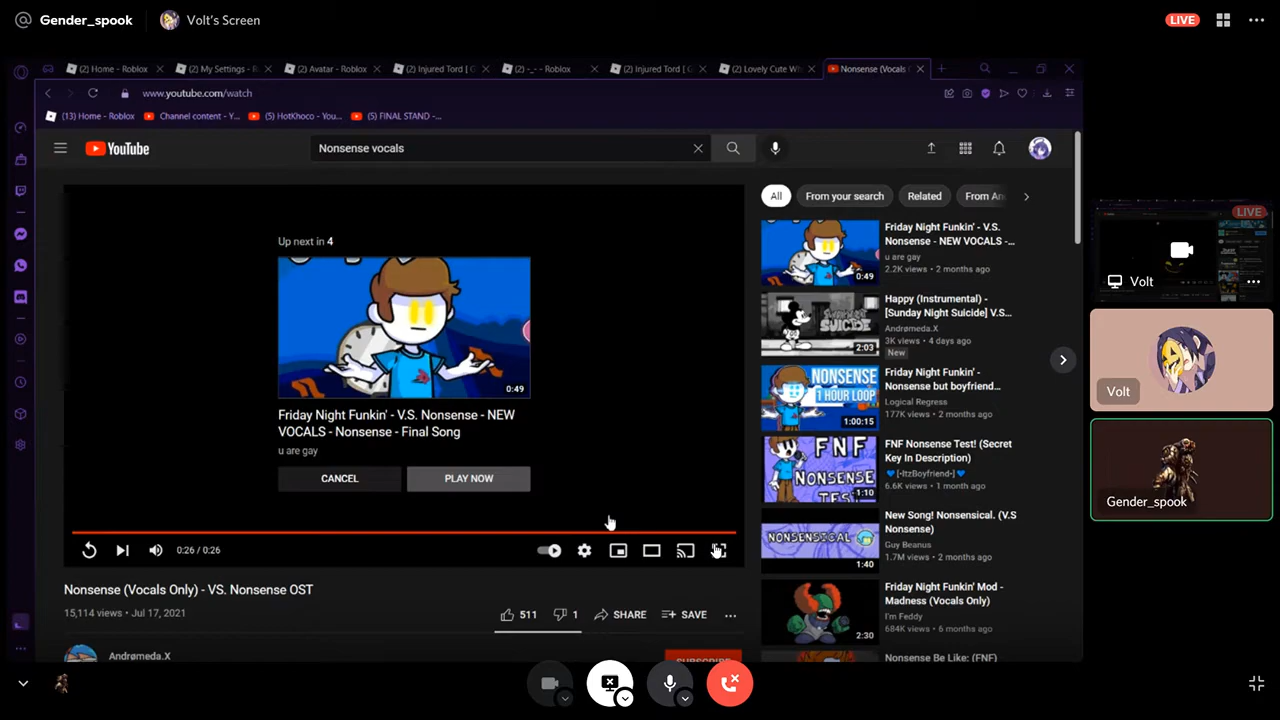 Gender_spook
Volt's Screen
LIVE
(2) Home - Roblox
(2) My Settings - R
(2) Avatar - Roblox
(2) Injured Tord [ G
(2) -_- - Roblox
(2) Injured Tord [ G
(2) Lovely Cute Wh
Nonsense (Vocals
www.youtube.com/watch
(13) Home - Roblox
Channel content - Y...
(5) HotKhoco - You...
(5) FINAL STAND -...
YouTube
Nonsense vocals
All
From your search
Related
From An
Up next in 4
0:49
Friday Night Funkin' - V.S. Nonsense - NEW
VOCALS - Nonsense - Final Song
u are gay
CANCEL
PLAY NOW
0:26 / 0:26
Nonsense (Vocals Only) - VS. Nonsense OST
15,114 views • Jul 17, 2021
511
1
SHARE
SAVE
Andrømeda.X
SUBSCRIBE
Friday Night Funkin' - V.S.
Nonsense - NEW VOCALS -...
u are gay
2.2K views • 2 months ago
0:49
Happy (Instrumental) -
[Sunday Night Suicide] V.S...
Andrømeda.X
3K views • 4 days ago
New
SUNDAY NIGHT
SUICIDE
2:03
Friday Night Funkin' -
Nonsense but boyfriend...
Logical Regress
177K views • 2 months ago
NONSENSE
1 HOUR LOOP
1:00:15
FNF Nonsense Test! (Secret
Key In Description)
[•ItzBoyfriend•]
6.6K views • 1 month ago
FNF
NONSENSE
TEST
1:10
New Song! Nonsensical. (V.S
Nonsense)
Guy Beanus
1.7M views • 2 months ago
NONSENSICAL
1:40
Friday Night Funkin' Mod -
Madness (Vocals Only)
I'm Feddy
684K views • 6 months ago
2:30
Nonsense Be Like: (FNF)
LIVE
Volt
Volt
Gender_spook